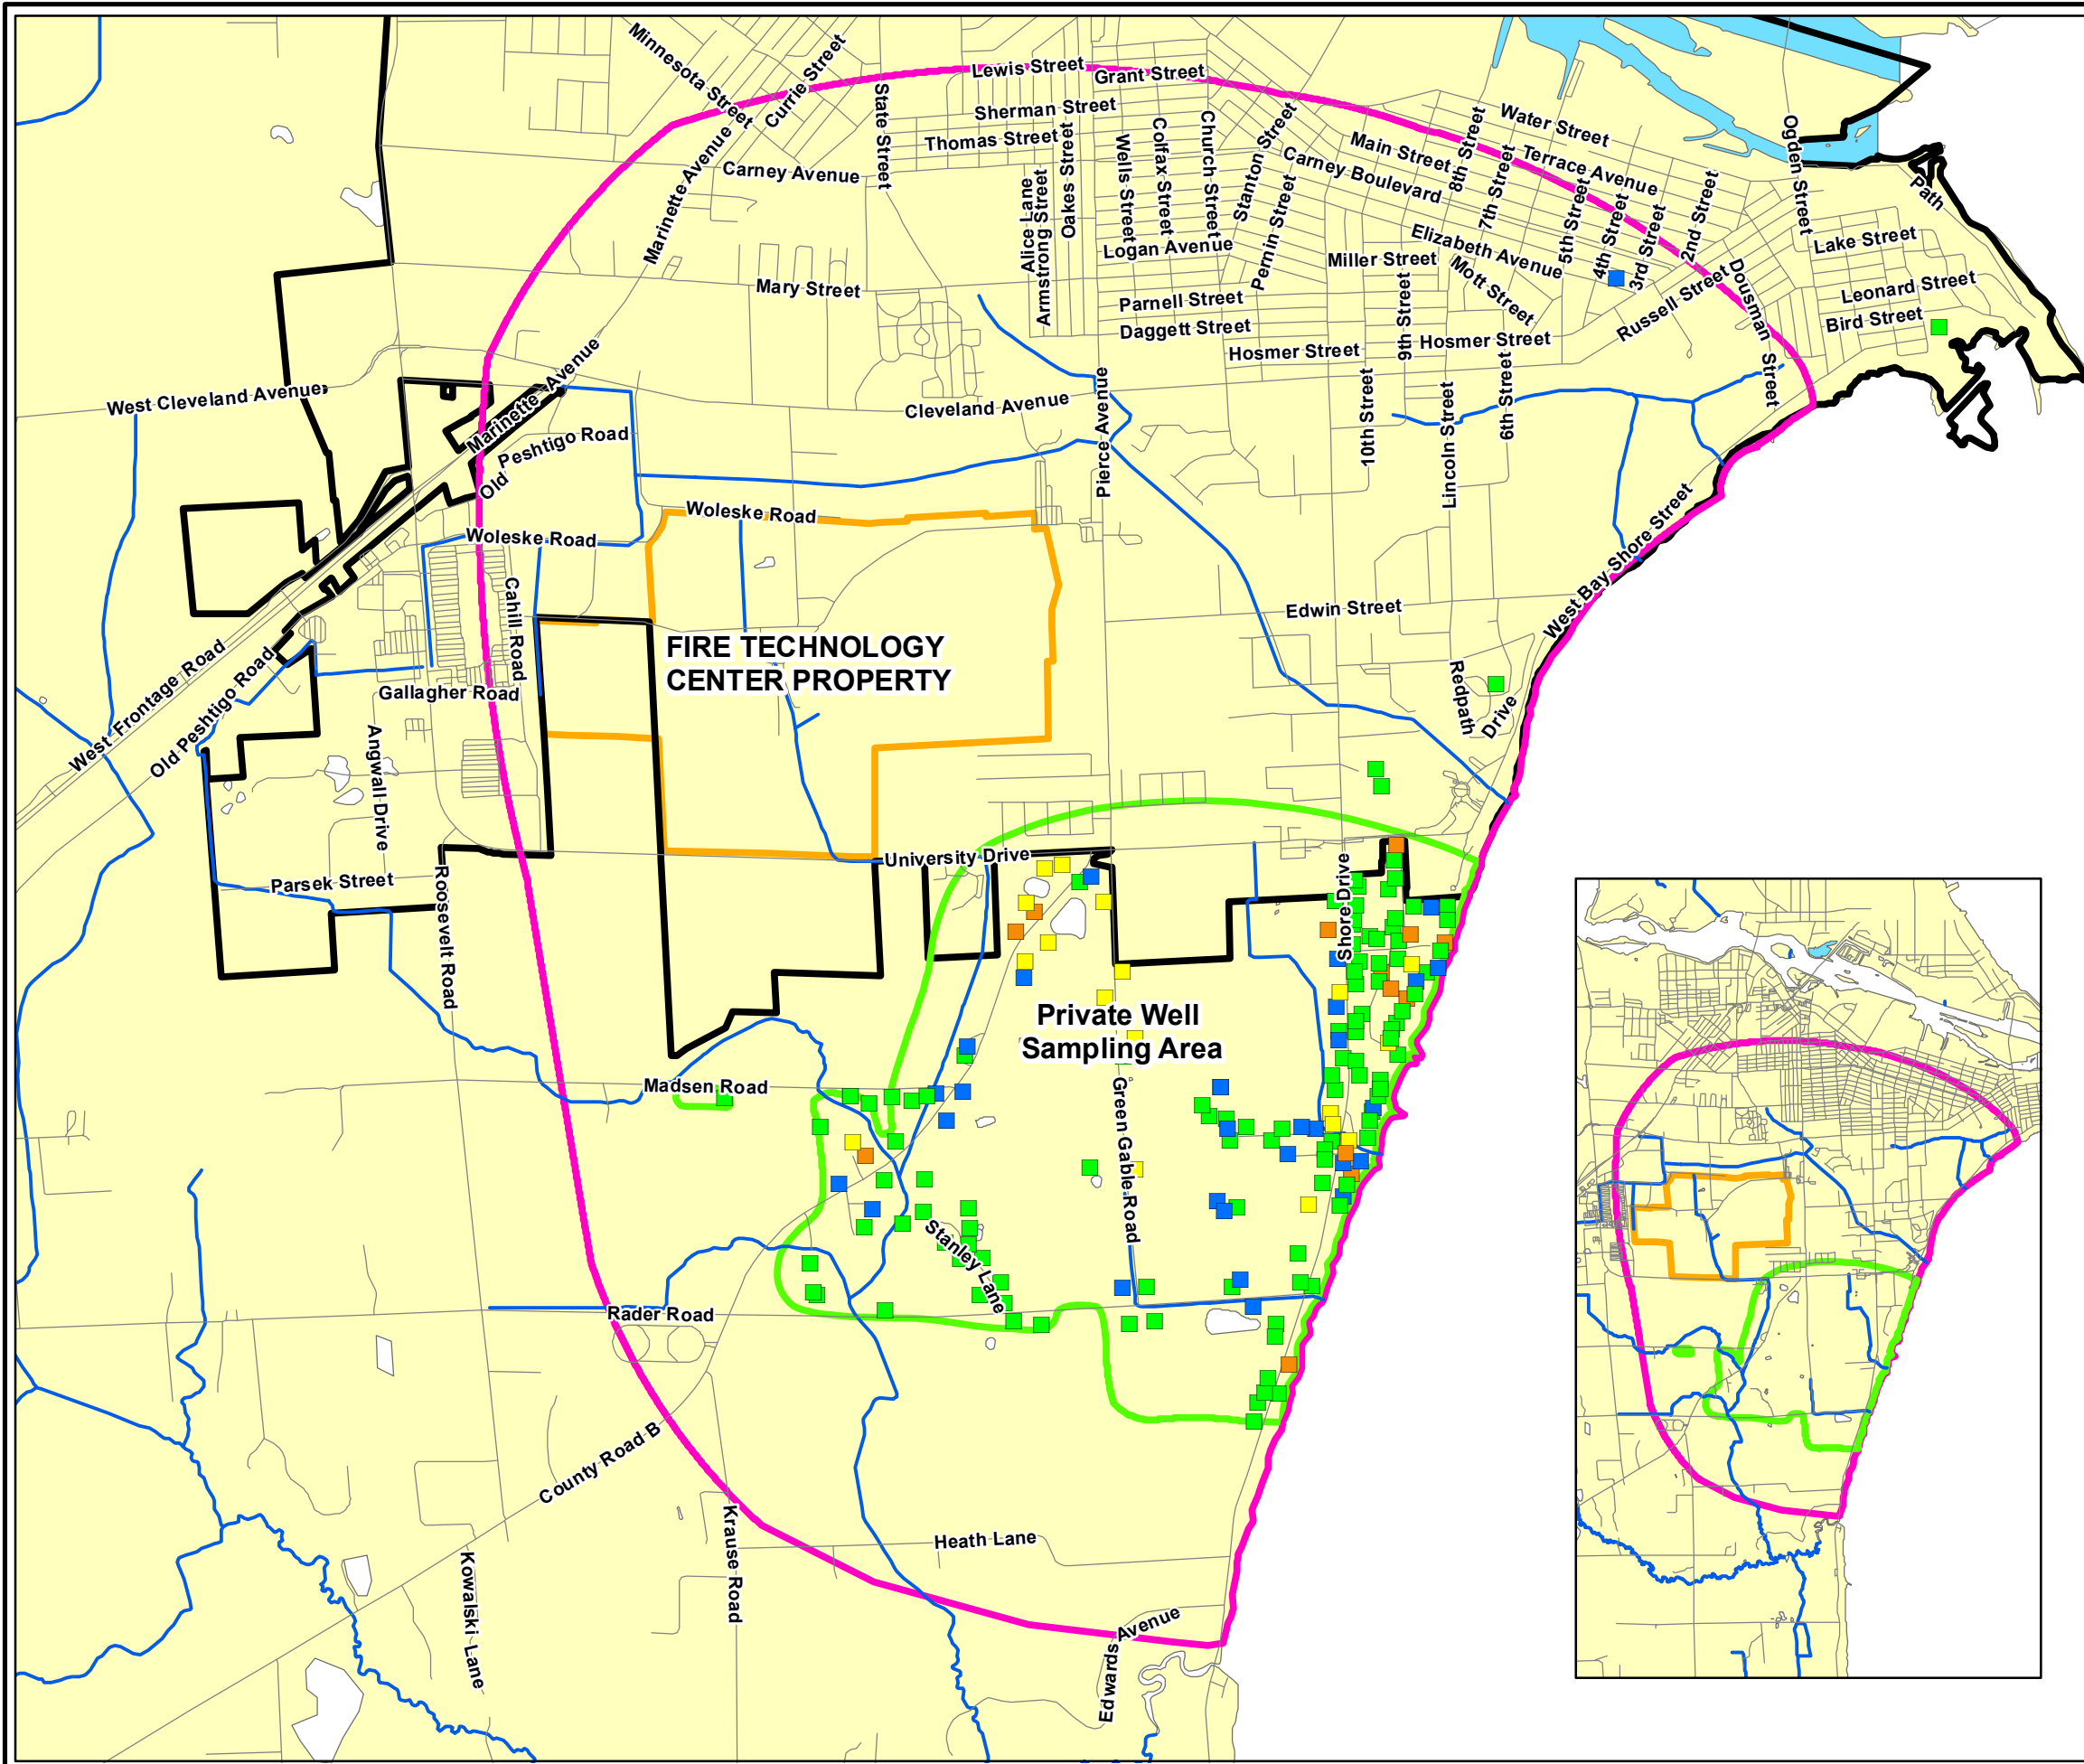 Minnesota Street
Currie Street
Lewis Street
Grant Street
State Street
Sherman Street
Thomas Street
Water Street
Ogden Street
Carney Avenue
Marinette Avenue
Alice Lane
Armstrong Street
Oakes Street
Wells Street
Colfax Street
Church Street
Stanton Street
Pernin Street
Carney Boulevard
Main Street
8th Street
7th Street
Terrace Avenue
5th Street
4th Street
3rd Street
2nd Street
Path
Logan Avenue
Miller Street
Elizabeth Avenue
Mott Street
Lake Street
Mary Street
Parnell Street
Daggett Street
Hosmer Street
9th Street
Hosmer Street
Russell Street
Dousman Street
Leonard Street
Bird Street
West Cleveland Avenue
Marinette Avenue
Cleveland Avenue
Pierce Avenue
10th Street
Lincoln Street
6th Street
Old Peshtigo Road
Woleske Road
Woleske Road
Cahill Road
West Bay Shore Street
Edwin Street
FIRE TECHNOLOGY
CENTER PROPERTY
West Frontage Road
Old Peshtigo Road
Gallagher Road
Redpath Drive
Angwall Drive
University Drive
Parsek Street
Roosevelt Road
Shore Drive
Private Well
Sampling Area
Madsen Road
Green Gable Road
Stanley Lane
Rader Road
County Road B
Krause Road
Heath Lane
Kowalski Lane
Edwards Avenue